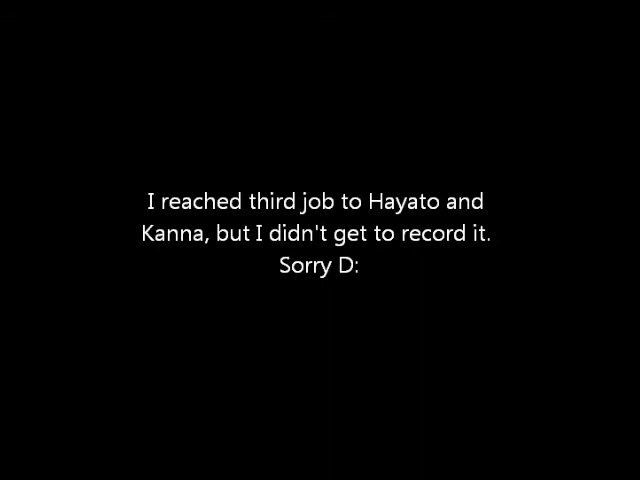 I reached third job to Hayato and
Kanna, but I didn't get to record it.
Sorry D: